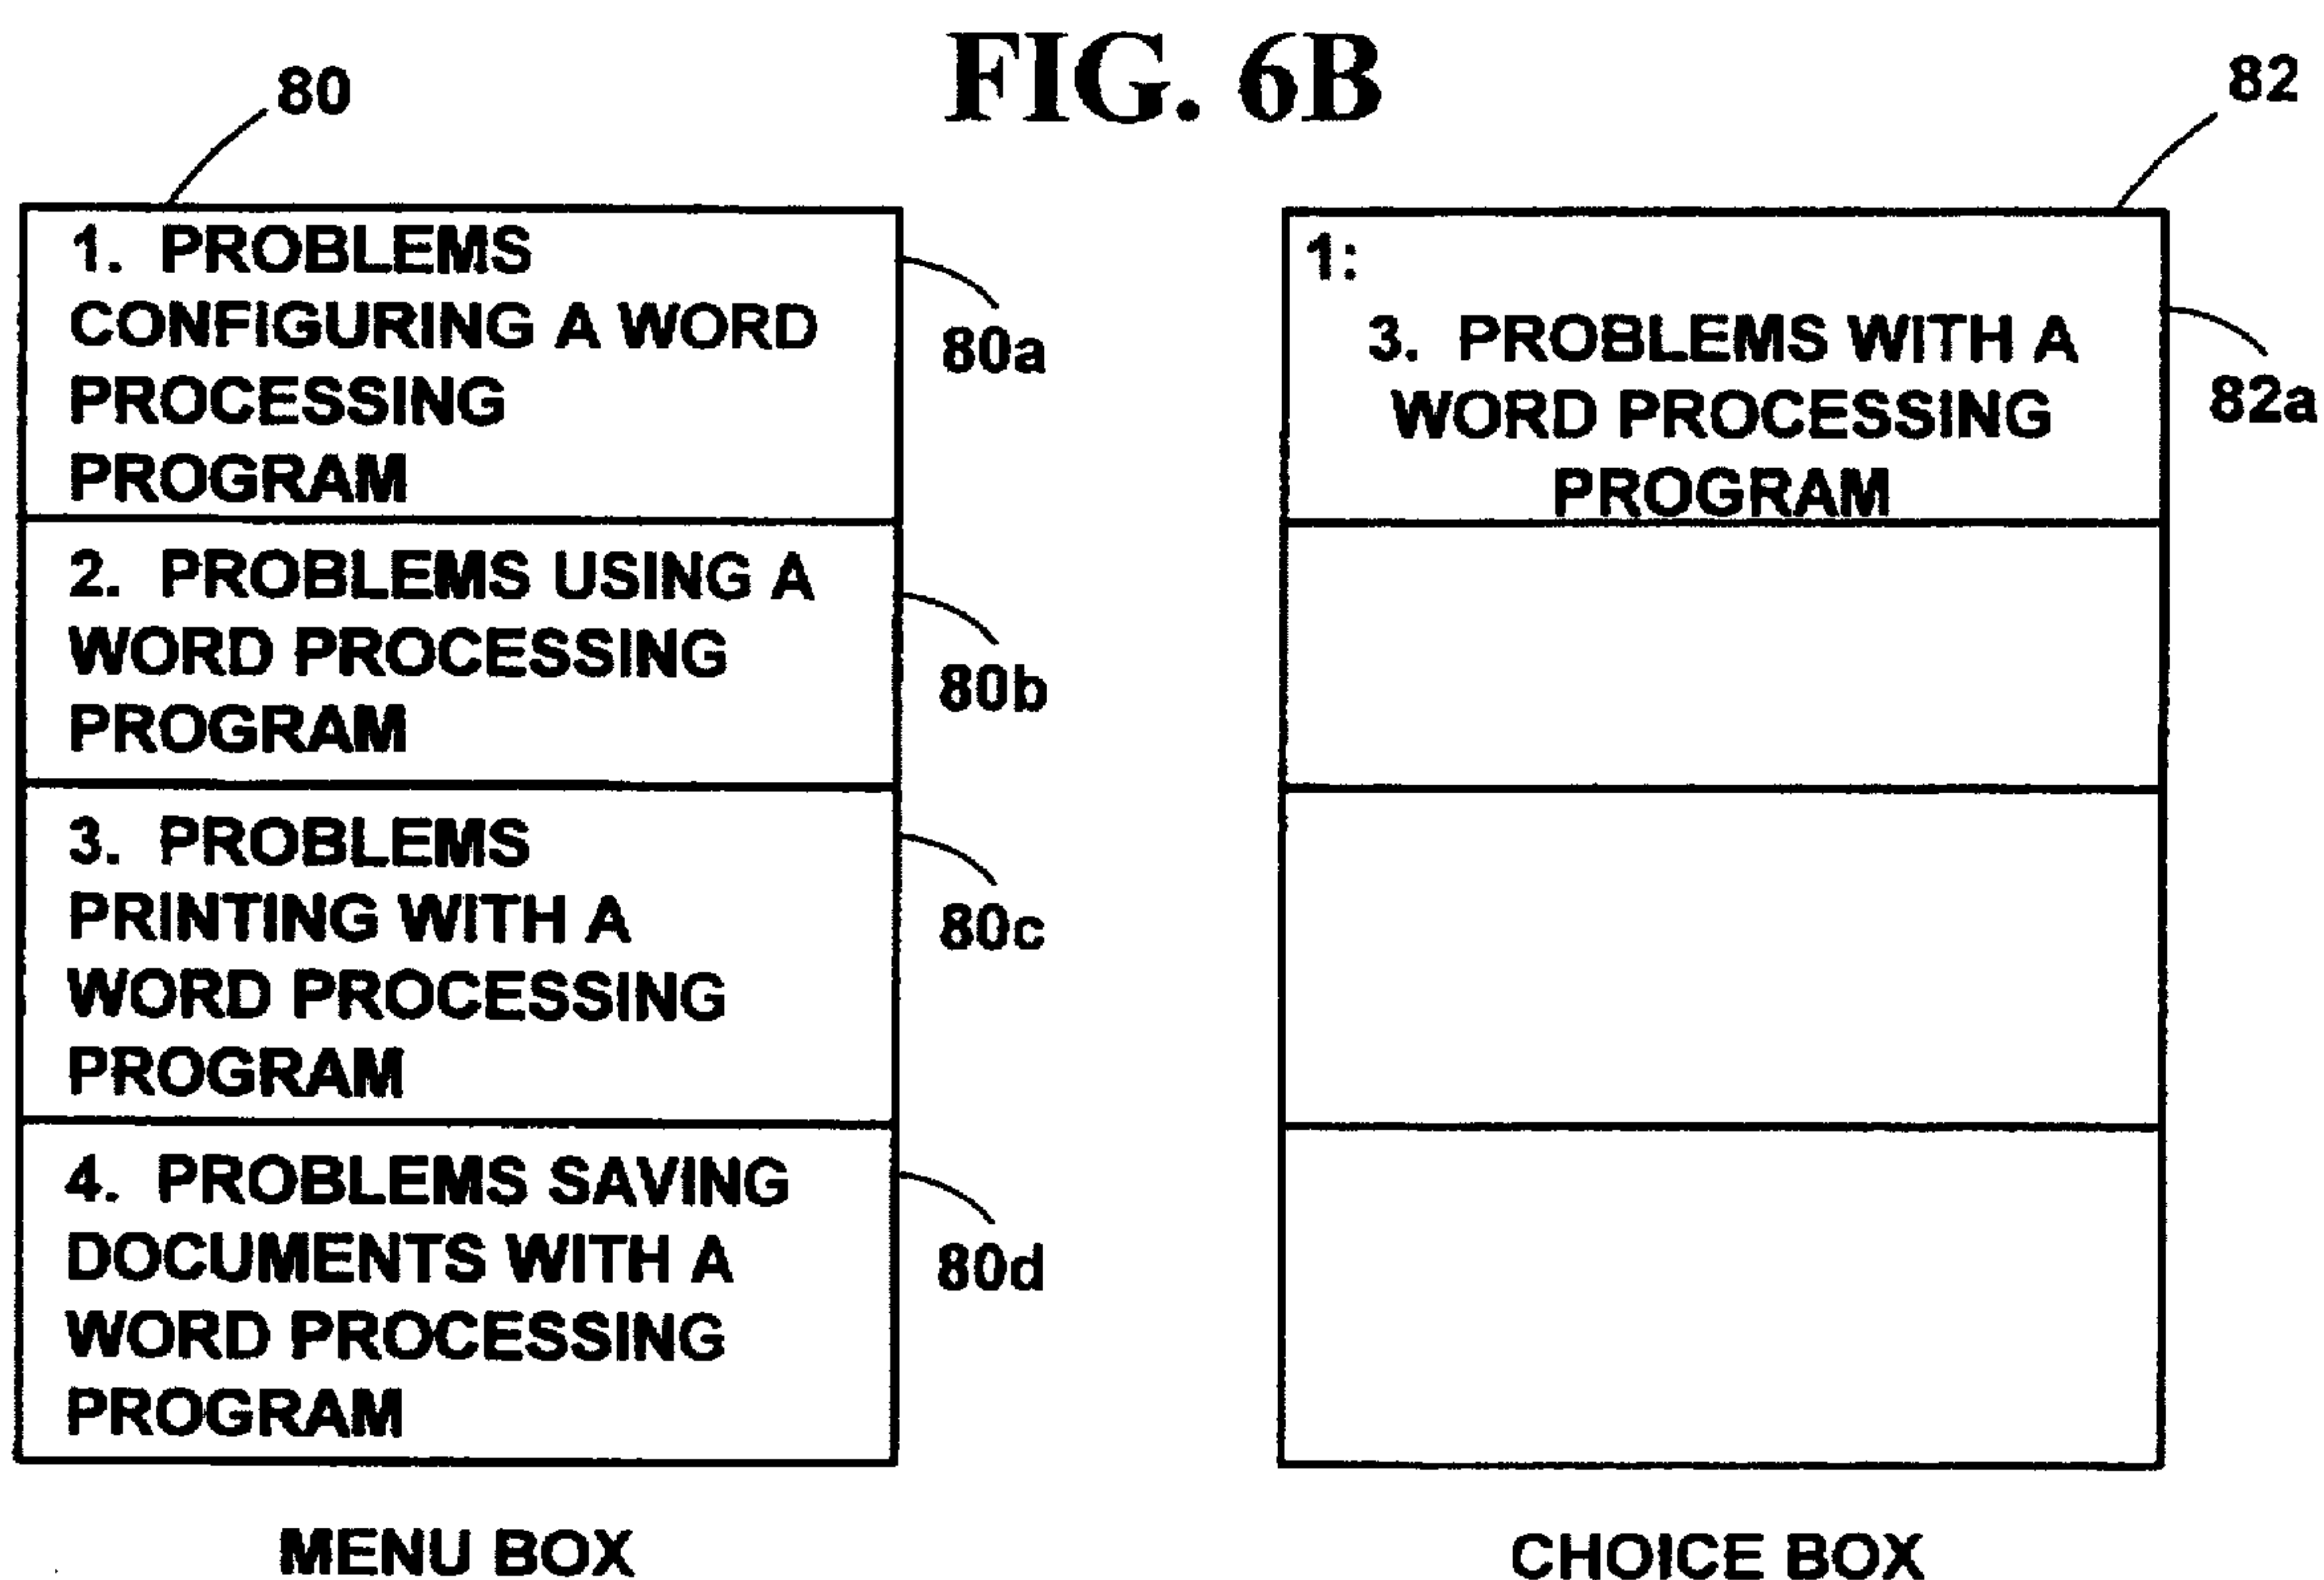 FIG. 6B
80
82
1. PROBLEMS
CONFIGURING A WORD
PROCESSING
PROGRAM
80a
2. PROBLEMS USING A
WORD PROCESSING
PROGRAM
80b
3. PROBLEMS
PRINTING WITH A
WORD PROCESSING
PROGRAM
80c
4. PROBLEMS SAVING
DOCUMENTS WITH A
WORD PROCESSING
PROGRAM
80d
MENU BOX
1:
3. PROBLEMS WITH A
WORD PROCESSING
PROGRAM
82a
CHOICE BOX